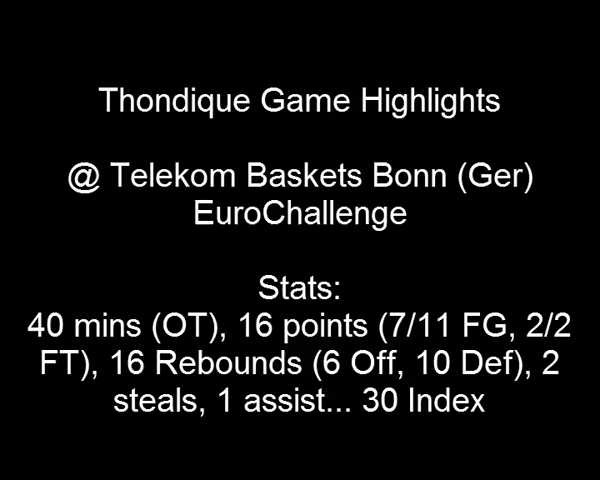 Thondique Game Highlights
@ Telekom Baskets Bonn (Ger)
EuroChallenge
Stats:
40 mins (OT), 16 points (7/11 FG, 2/2
FT), 16 Rebounds (6 Off, 10 Def), 2
steals, 1 assist... 30 Index